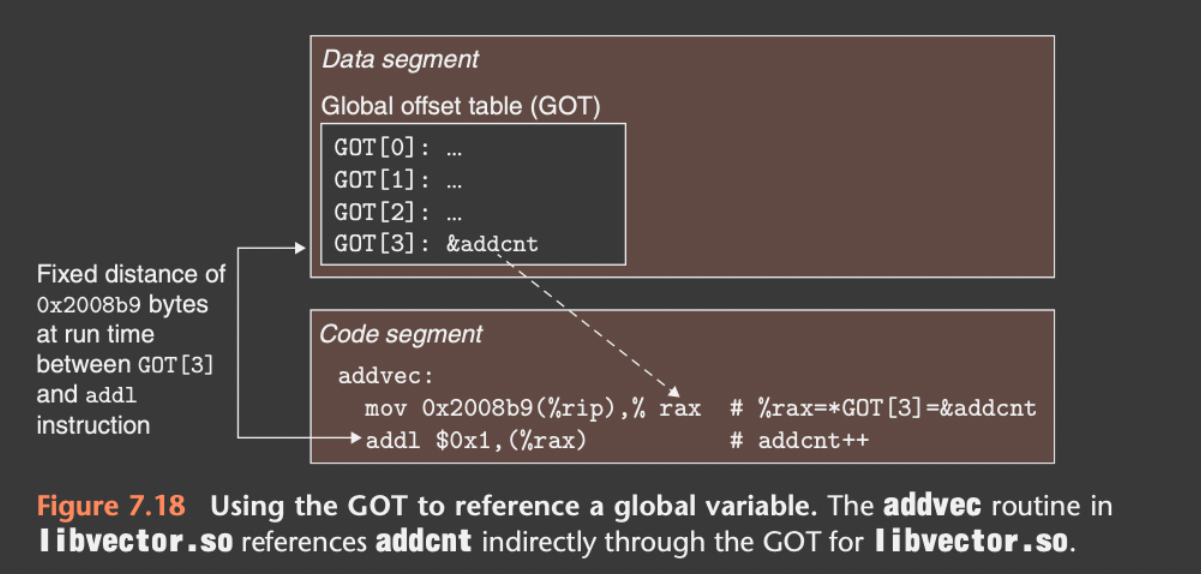 Data segment
Global offset table (GOT)
GOT[0]: …
GOT[1]: …
GOT[2]: …
GOT[3]: &addcnt
Fixed distance of
0x2008b9 bytes
at run time
between GOT[3]
and addl
instruction
Code segment
addvec:
mov 0x2008b9(%rip),% rax # %rax=*GOT[3]=&addcnt
addl $0x1,(%rax) # addcnt++
Figure 7.18 Using the GOT to reference a global variable. The addvec routine in
libvector.so references addcnt indirectly through the GOT for libvector.so.